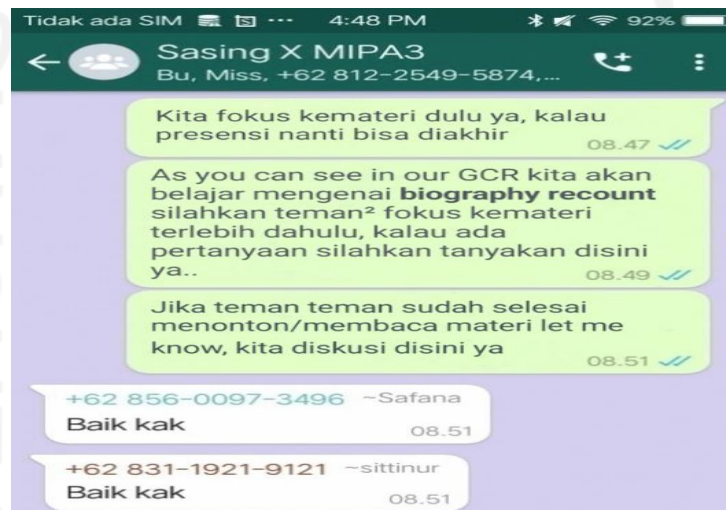 Tidak ada SIM ... 4:48 PM 92%
Sasing X MIPA3
Bu, Miss, +62 812-2549-5874,...
Kita fokus kemateri dulu ya, kalau
presensi nanti bisa diakhir
08.47
As you can see in our GCR kita akan
belajar mengenai biography recount
silahkan teman² fokus kemateri
terlebih dahulu, kalau ada
pertanyaan silahkan tanyakan disini
ya..
08.49
Jika teman teman sudah selesai
menonton/membaca materi let me
know, kita diskusi disini ya
08.51
+62 856-0097-3496 ~Safana
Baik kak
08.51
+62 831-1921-9121 ~sittinur
Baik kak
08.51